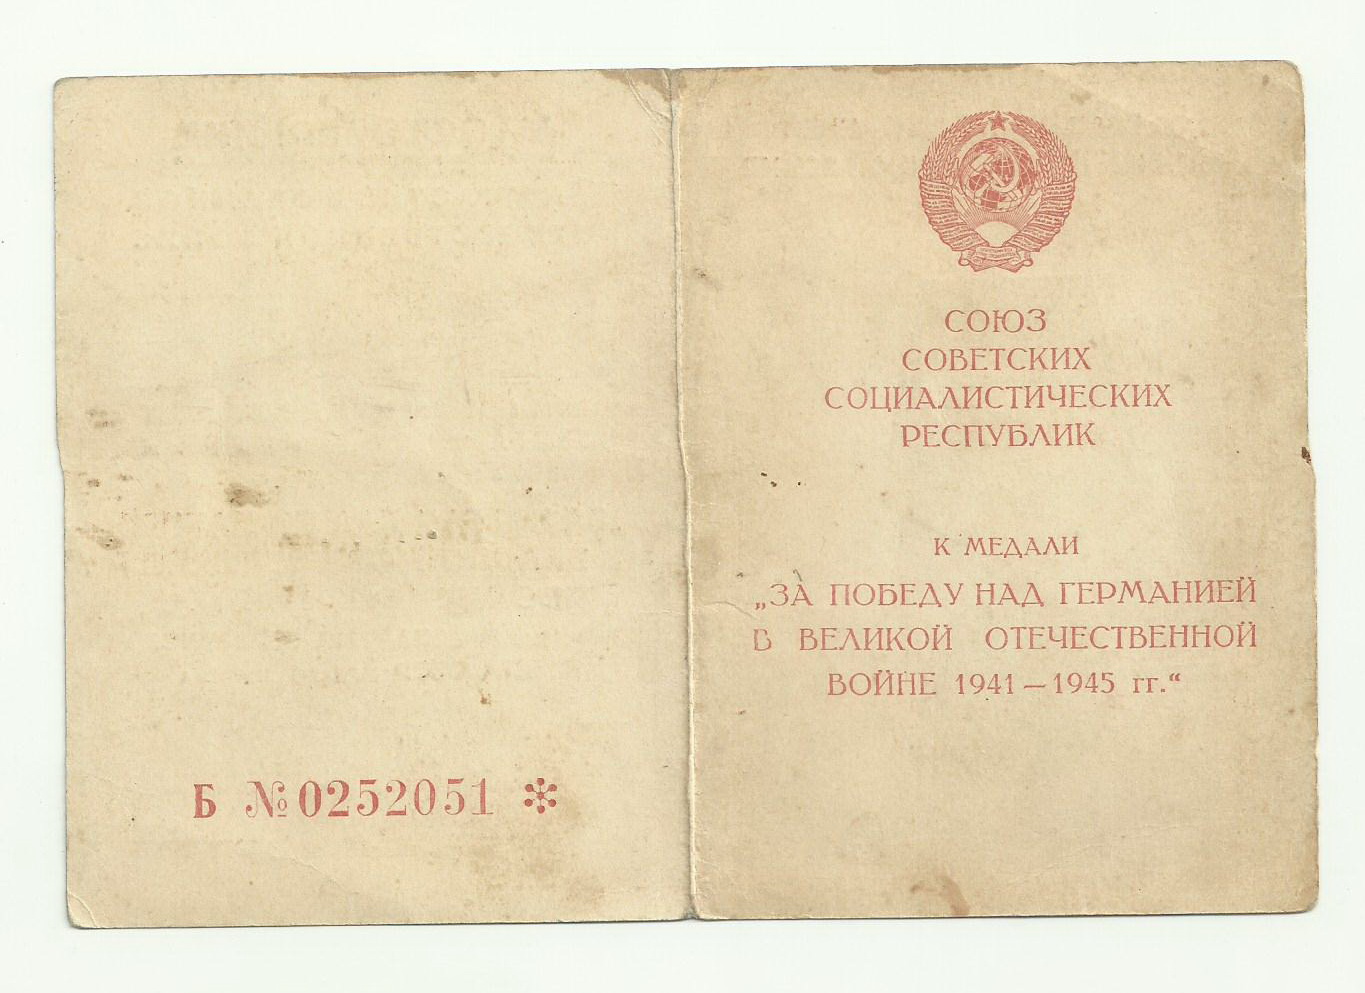 Б №0252051 *
СОЮЗ
СОВЕТСКИХ
СОЦИАЛИСТИЧЕСКИХ
РЕСПУБЛИК
К МЕДАЛИ
„ЗА ПОБЕДУ НАД ГЕРМАНИЕЙ
В ВЕЛИКОЙ ОТЕЧЕСТВЕННОЙ
ВОЙНЕ 1941—1945 гг.“